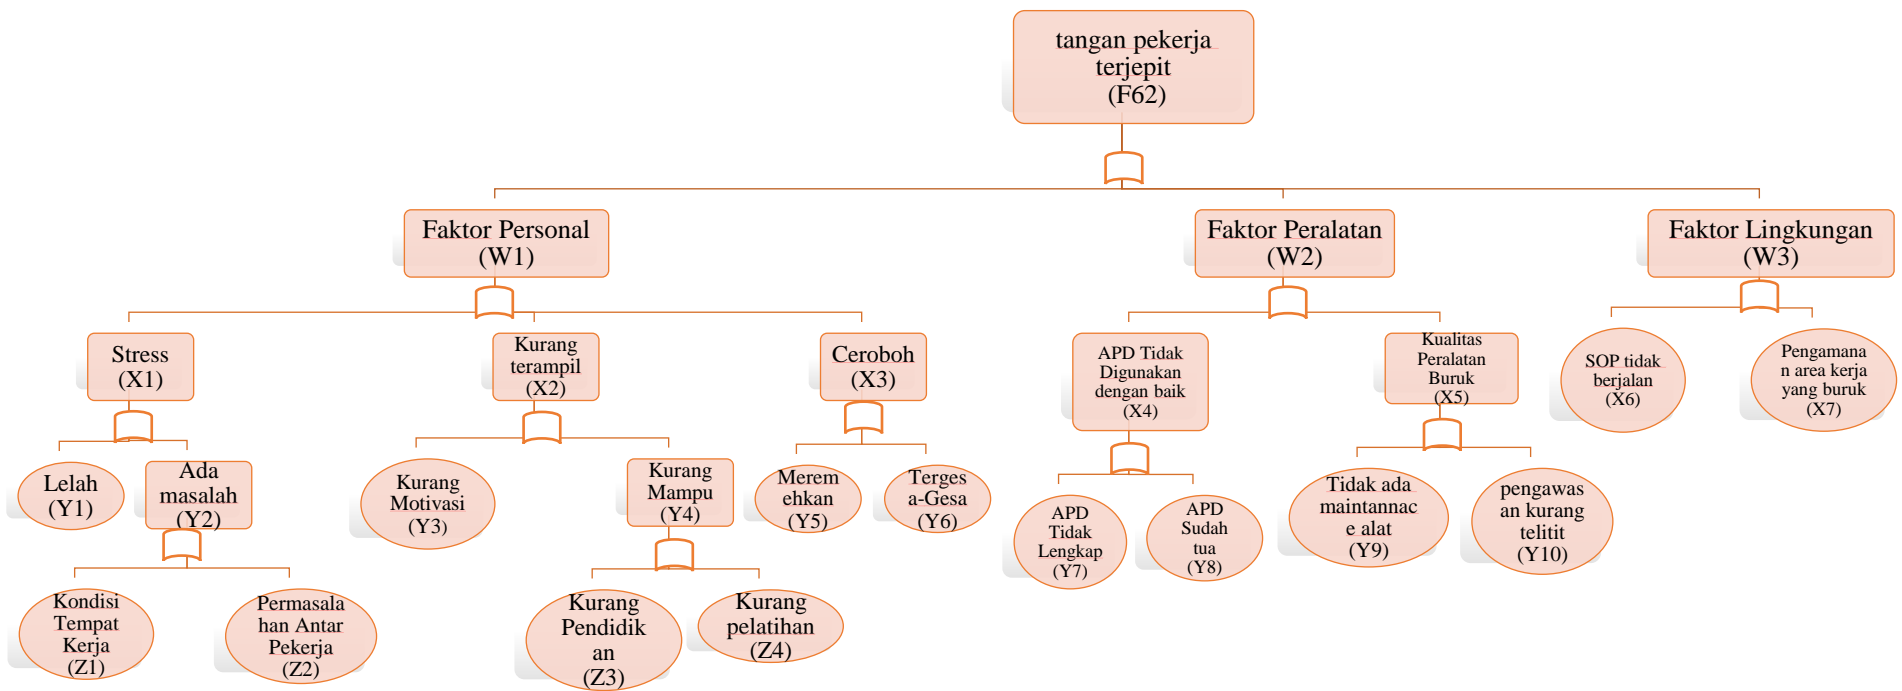 tangan pekerja
terjepit
(F62)
Faktor Personal
(W1)
Faktor Peralatan
(W2)
Faktor Lingkungan
(W3)
Stress
(X1)
Kurang
terampil
(X2)
Ceroboh
(X3)
APD Tidak
Digunakan
dengan baik
(X4)
Kualitas
Peralatan
Buruk
(X5)
SOP tidak
berjalan
(X6)
Pengamana
n area kerja
yang buruk
(X7)
Lelah
(Y1)
Ada
masalah
(Y2)
Kurang
Motivasi
(Y3)
Kurang
Mampu
(Y4)
Merem
ehkan
(Y5)
Terges
a-Gesa
(Y6)
APD
Tidak
Lengkap
(Y7)
APD
Sudah
tua
(Y8)
Tidak ada
maintannac
e alat
(Y9)
pengawas
an kurang
telitit
(Y10)
Kondisi
Tempat
Kerja
(Z1)
Permasala
han Antar
Pekerja
(Z2)
Kurang
Pendidik
an
(Z3)
Kurang
pelatihan
(Z4)